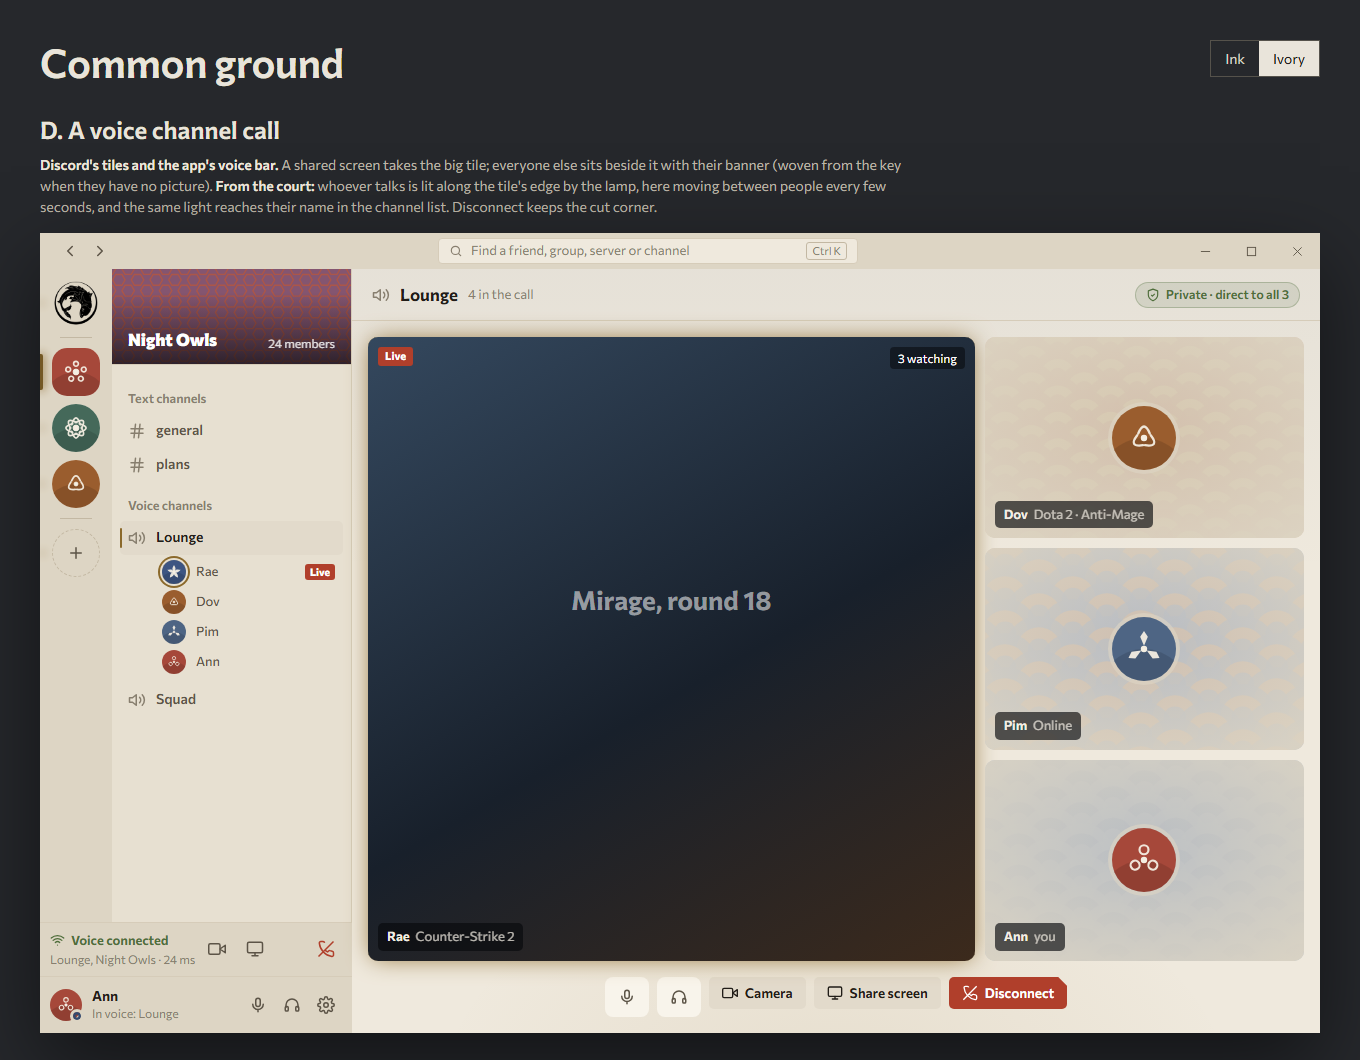 Common ground
Ink
Ivory
D. A voice channel call
Discord's tiles and the app's voice bar. A shared screen takes the big tile; everyone else sits beside it with their banner (woven from the key
when they have no picture). From the court: whoever talks is lit along the tile's edge by the lamp, here moving between people every few
seconds, and the same light reaches their name in the channel list. Disconnect keeps the cut corner.
Find a friend, group, server or channel
Ctrl K
Night Owls
24 members
Text channels
general
plans
Voice channels
Lounge
Rae
Live
Dov
Pim
Ann
Squad
Voice connected
Lounge, Night Owls · 24 ms
Ann
In voice: Lounge
Lounge
4 in the call
Private · direct to all 3
Live
3 watching
Mirage, round 18
Rae Counter-Strike 2
Dov Dota 2 · Anti-Mage
Pim Online
Ann you
Camera
Share screen
Disconnect